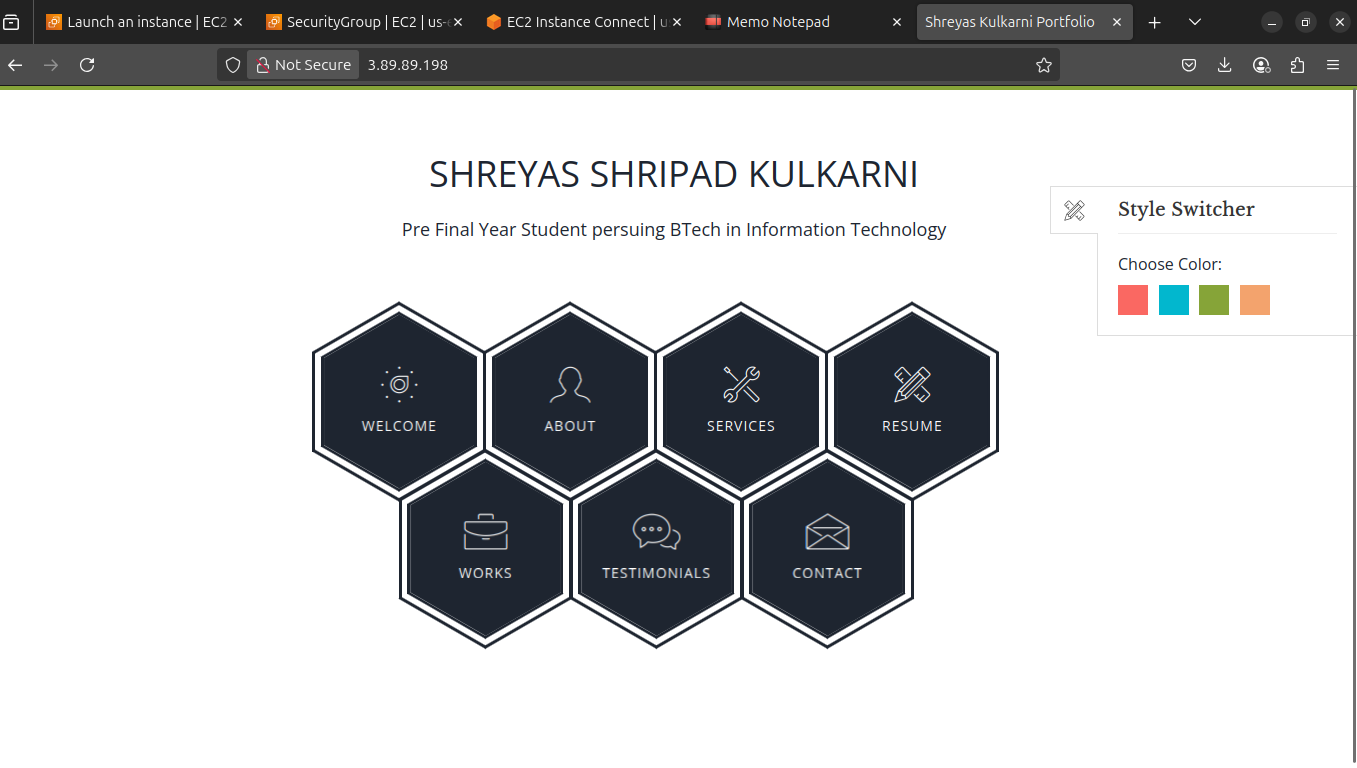 Launch an instance | EC2
SecurityGroup | EC2 | us-
EC2 Instance Connect | u
Memo Notepad
Shreyas Kulkarni Portfolio
Not Secure
3.89.89.198
SHREYAS SHRIPAD KULKARNI
Pre Final Year Student persuing BTech in Information Technology
Style Switcher
Choose Color:
WELCOME
ABOUT
SERVICES
RESUME
WORKS
TESTIMONIALS
CONTACT